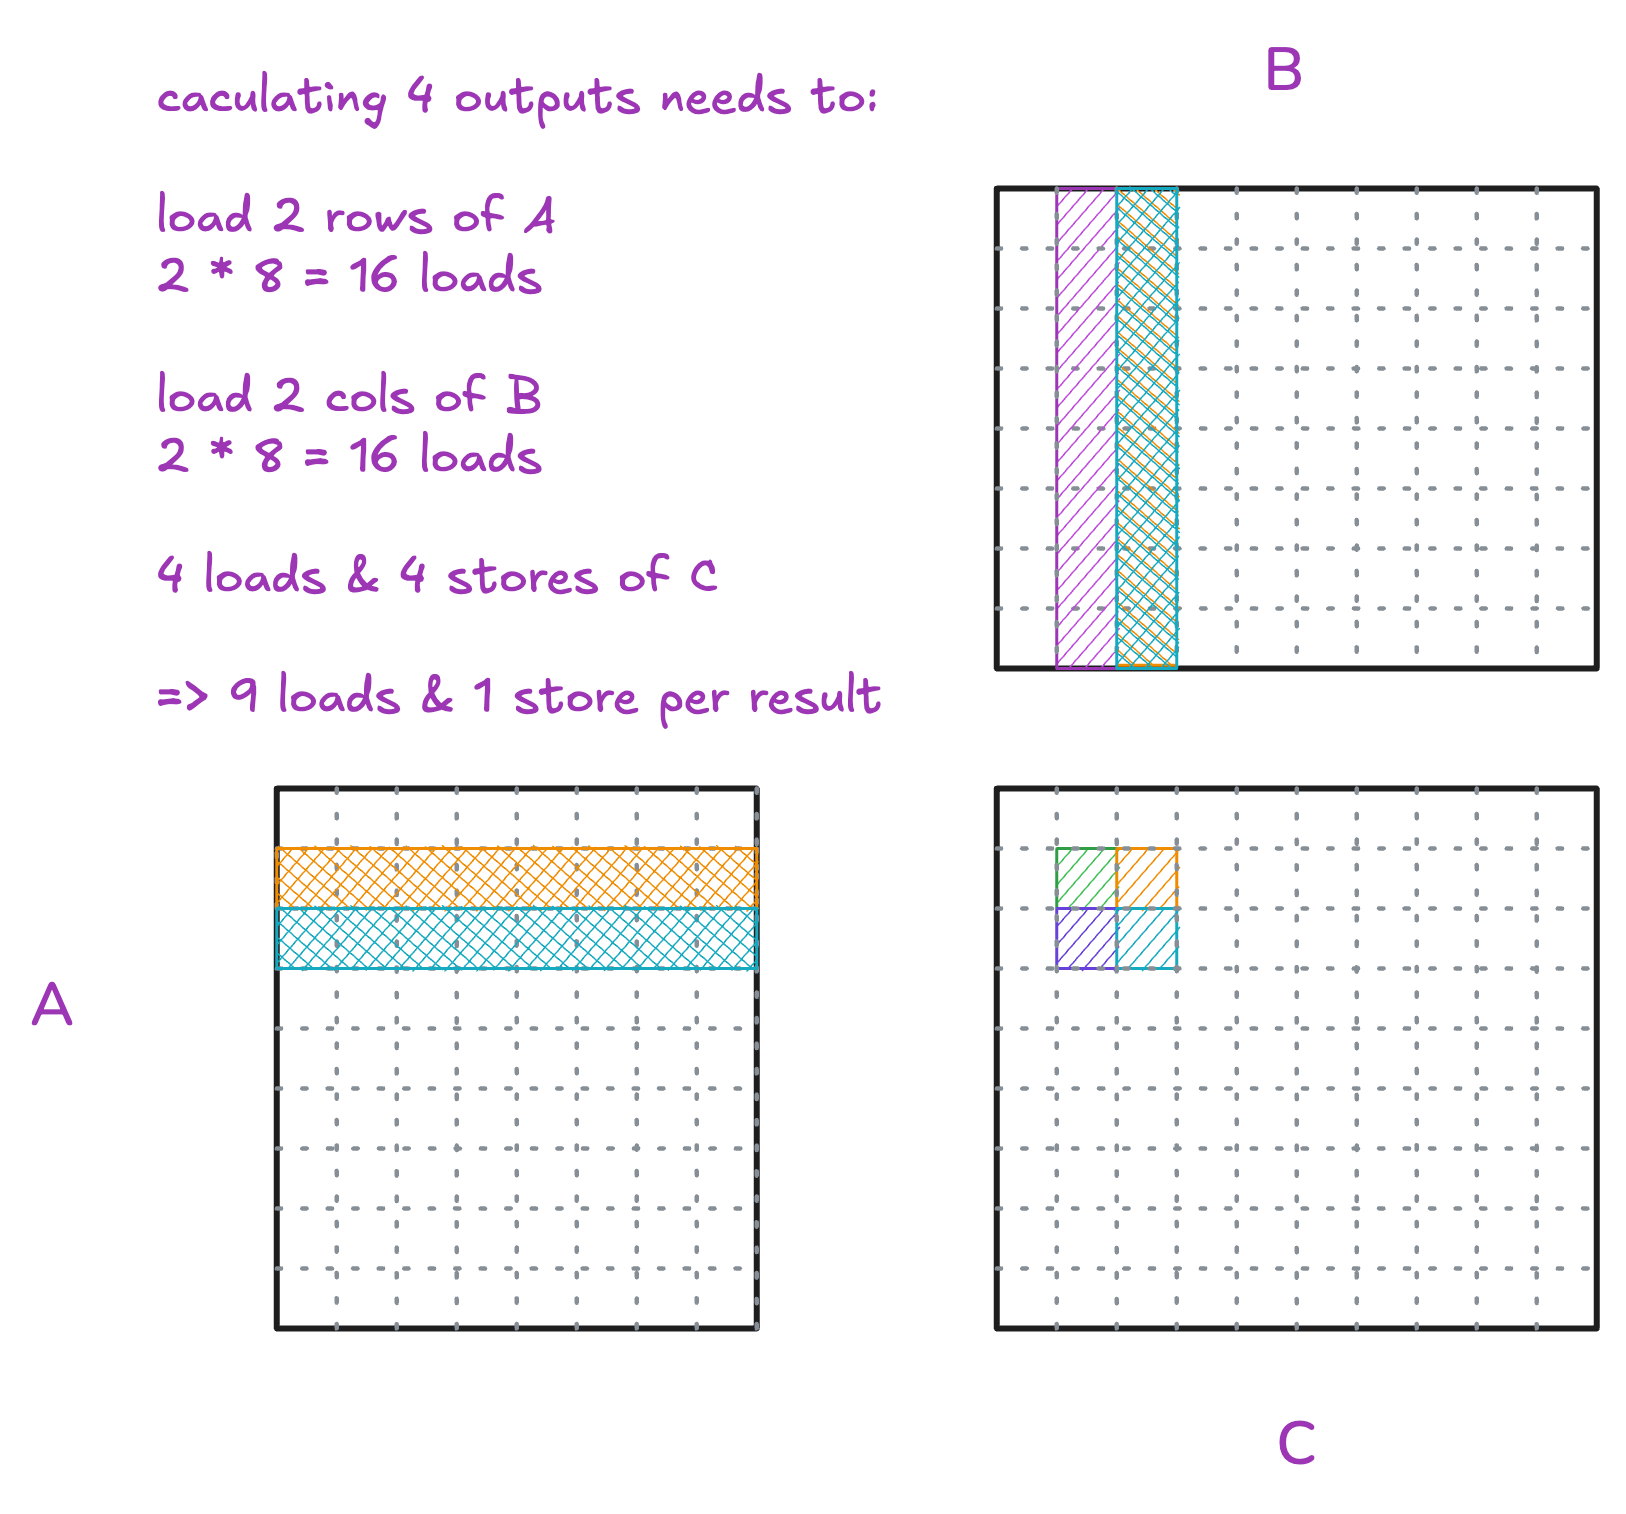 caculating 4 outputs needs to:
load 2 rows of A
2 * 8 = 16 loads
load 2 cols of B
2 * 8 = 16 loads
4 loads & 4 stores of C
=> 9 loads & 1 store per result
B
A
C